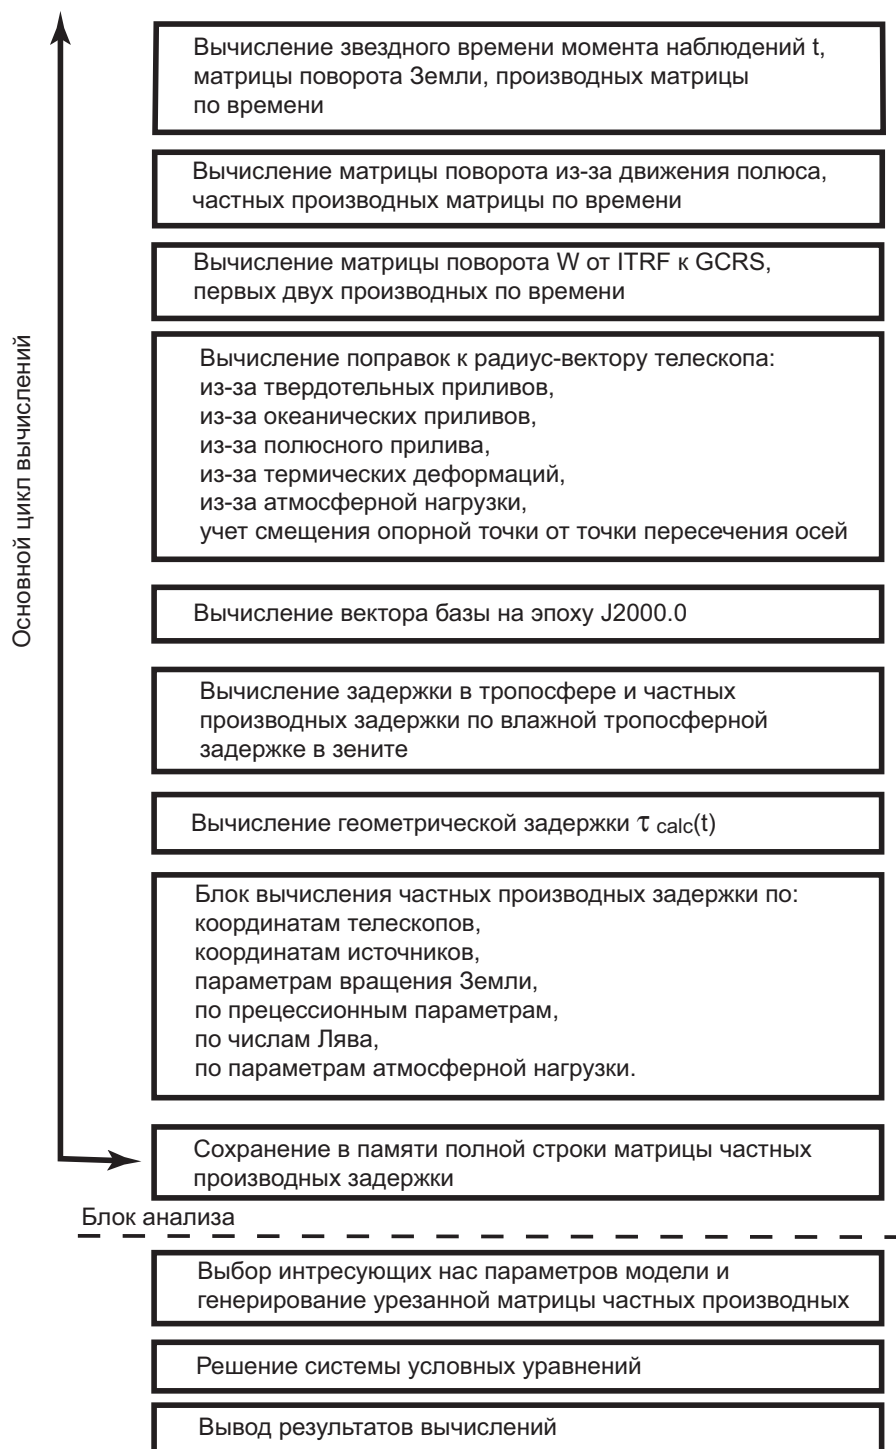 Основной цикл вычислений
Вычисление звездного времени момента наблюдений t,
матрицы поворота Земли, производных матрицы
по времени
Вычисление матрицы поворота из-за движения полюса,
частных производных матрицы по времени
Вычисление матрицы поворота W от ITRF к GCRS,
первых двух производных по времени
Вычисление поправок к радиус-вектору телескопа:
из-за твердотельных приливов,
из-за океанических приливов,
из-за полюсного прилива,
из-за термических деформаций,
из-за атмосферной нагрузки,
учет смещения опорной точки от точки пересечения осей
Вычисление вектора базы на эпоху J2000.0
Вычисление задержки в тропосфере и частных
производных задержки по влажной тропосферной
задержке в зените
Вычисление геометрической задержки τ calc(t)
Блок вычисления частных производных задержки по:
координатам телескопов,
координатам источников,
параметрам вращения Земли,
по прецессионным параметрам,
по числам Лява,
по параметрам атмосферной нагрузки.
Сохранение в памяти полной строки матрицы частных
производных задержки
Блок анализа
Выбор интресующих нас параметров модели и
генерирование урезанной матрицы частных производных
Решение системы условных уравнений
Вывод результатов вычислений